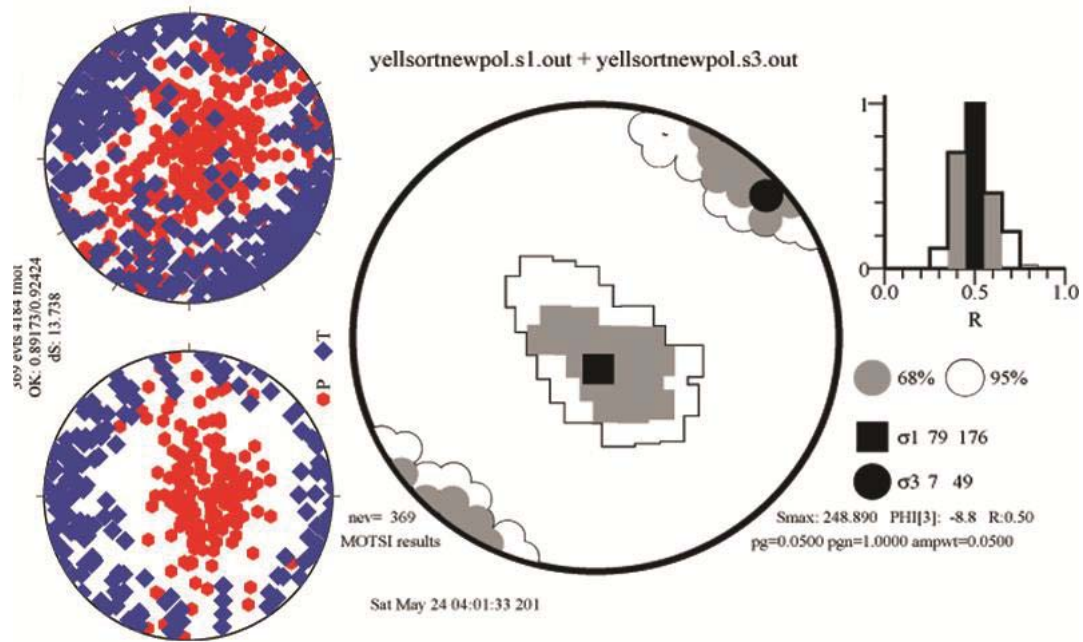 yellsortnewpol.s1.out + yellsortnewpol.s3.out
369 evts 4184 fmot
OK: 0.89173/0.92424
dS: 13.738
P T
1
0
0.0 0.5 1.0
R
68% 95%
σ1 79 176
σ3 7 49
nev= 369
MOTSI results
Smax: 248.890 PHI[3]: -8.8 R:0.50
pg=0.0500 pgn=1.0000 ampwt=0.0500
Sat May 24 04:01:33 201